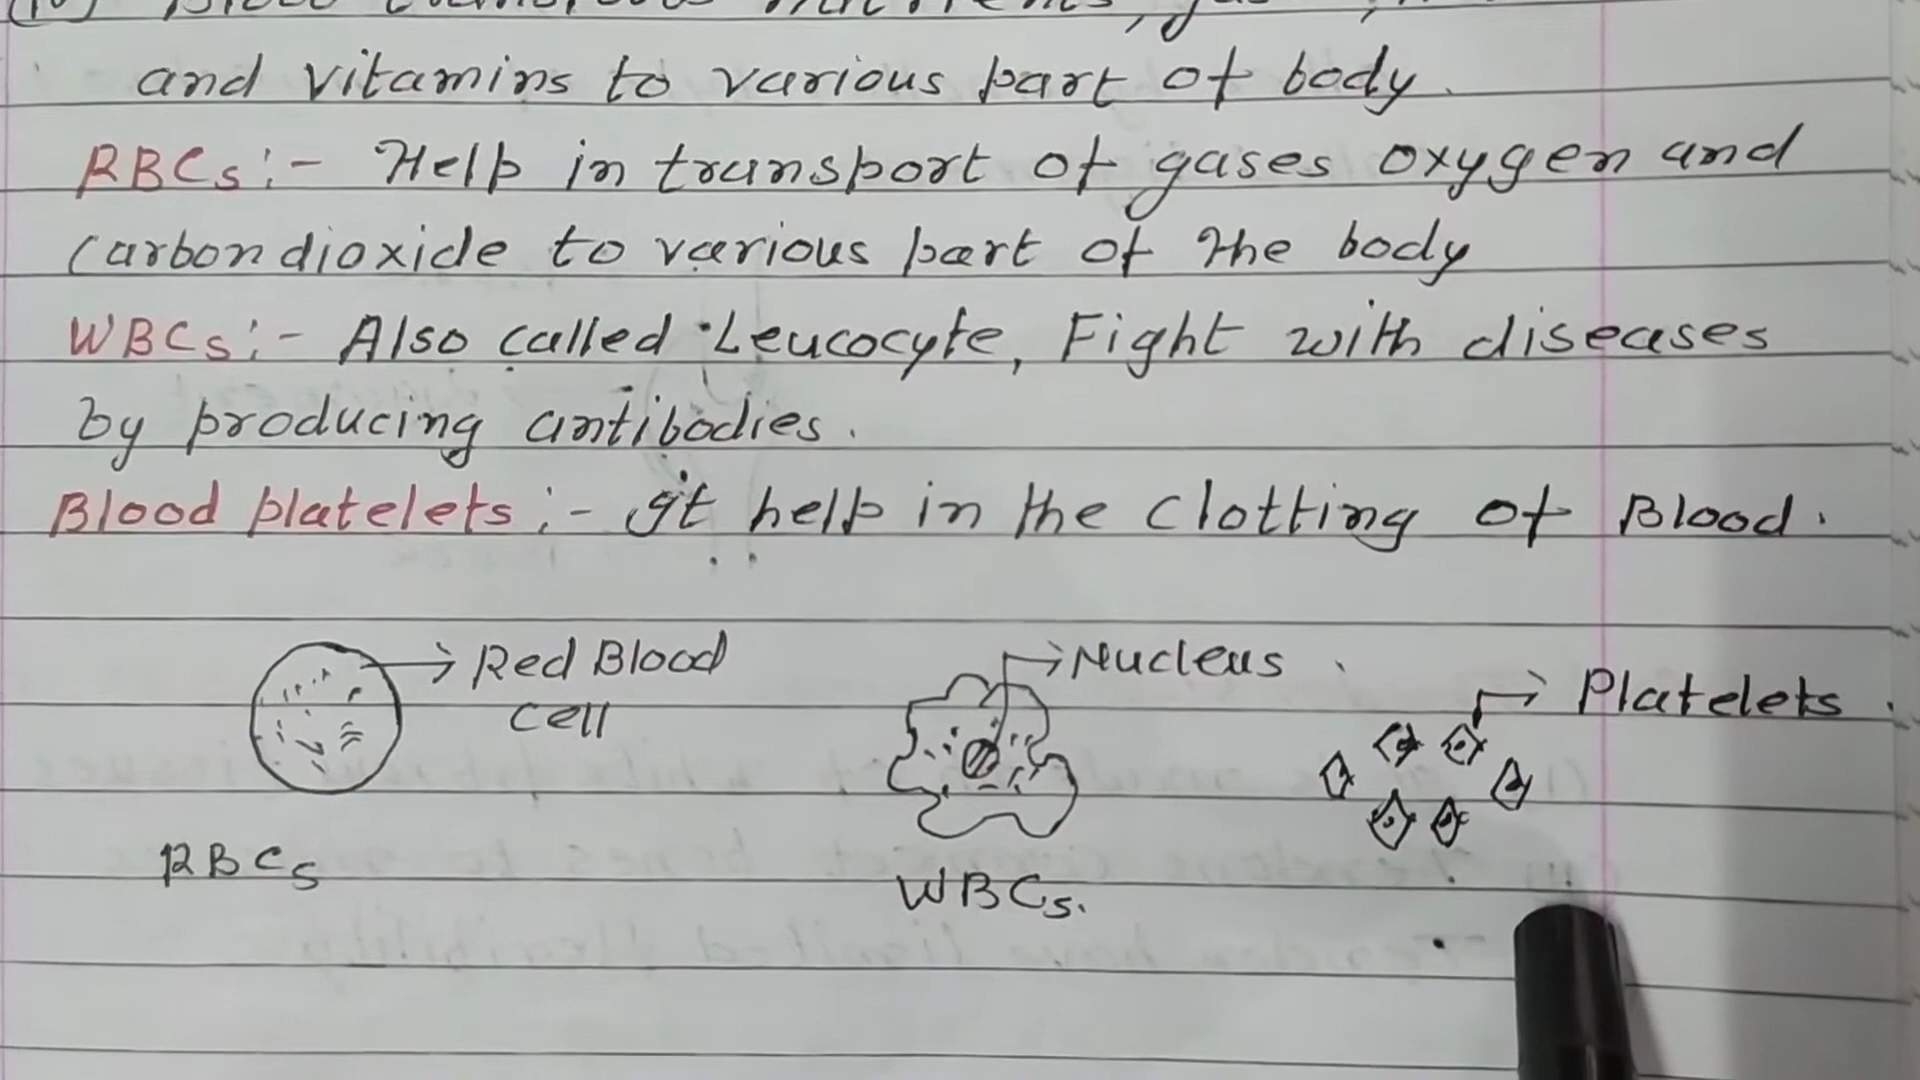 and vitamins to various part of body.
RBCs:- Help in transport of gases oxygen and
carbondioxide to various part of the body
WBCs:- Also called Leucocyte, Fight with diseases
by producing antibodies.
Blood platelets:- It help in the clotting of Blood.
Red Blood
Cell
Nucleus
Platelets
RBCs
WBCs.